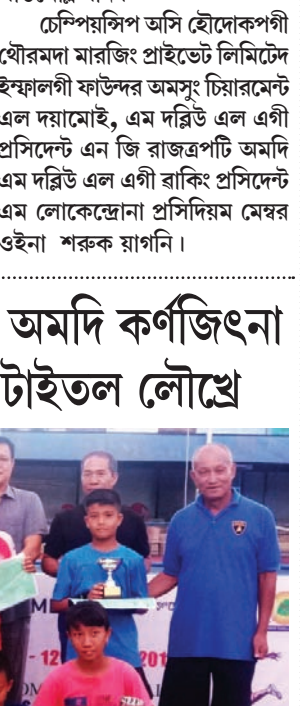 চেম্পিয়ন্সিপ অসি হৌদোকপগী
থৌরমদা মারজিং প্রাইভেট লিমিটেদ
ইম্ফালগী ফাউন্দর অমসুং চিয়ারমেন্ট
এল দয়ামোই, এম দব্লিউ এল এগী
প্রসিদেন্ট এন জি রাজত্রপটি অমদি
এম দব্লিউ এল এগী ৱাকিং প্রসিদেন্ট
এম লোকেন্দ্রোনা প্রসিদিয়ম মেম্বর
ওইনা শরুক য়াগনি।
অমদি কর্ণজিৎনা
টাইতল লৌখ্রে
- 12
201